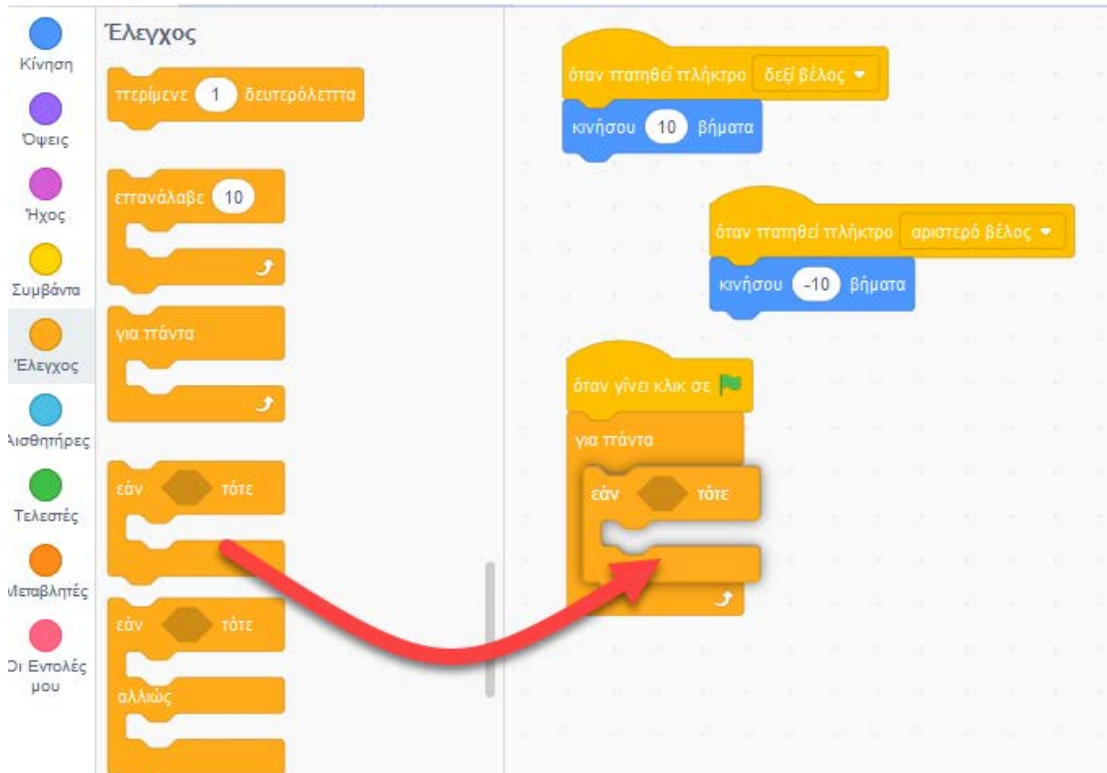 Κίνηση
Όψεις
Ήχος
Συμβάντα
Έλεγχος
Αισθητήρες
Τελεστές
Μεταβλητές
Οι Εντολές
μου
Έλεγχος
περίμενε 1 δευτερόλεπτα
επανάλαβε 10
για πάντα
εάν τότε
εάν τότε
αλλιώς
όταν πατηθεί πλήκτρο δεξί βέλος
κινήσου 10 βήματα
όταν πατηθεί πλήκτρο αριστερό βέλος
κινήσου -10 βήματα
όταν γίνει κλικ σε
για πάντα
εάν τότε